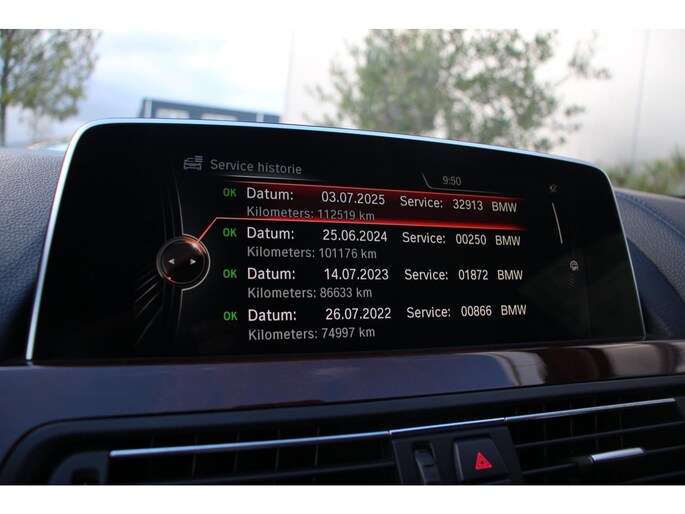 Service historie
9:50
OK Datum: 03.07.2025 Service: 32913 BMW
Kilometers: 112519 km
OK Datum: 25.06.2024 Service: 00250 BMW
Kilometers: 101176 km
OK Datum: 14.07.2023 Service: 01872 BMW
Kilometers: 86633 km
OK Datum: 26.07.2022 Service: 00866 BMW
Kilometers: 74997 km